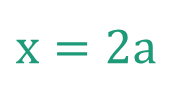 x = 2a